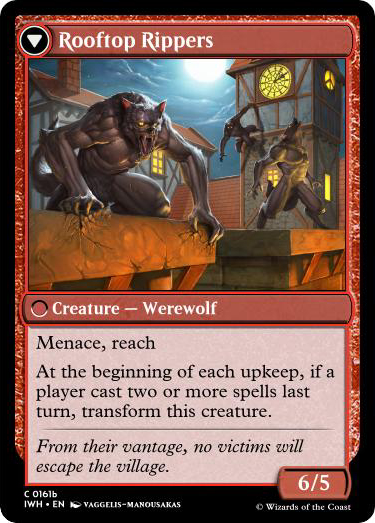 Rooftop Rippers
Creature — Werewolf
Menace, reach
At the beginning of each upkeep, if a
player cast two or more spells last
turn, transform this creature.
From their vantage, no victims will
escape the village.
6/5
C 0161b
IWH • EN VAGGELIS-MANOUSAKAS
© Wizards of the Coast